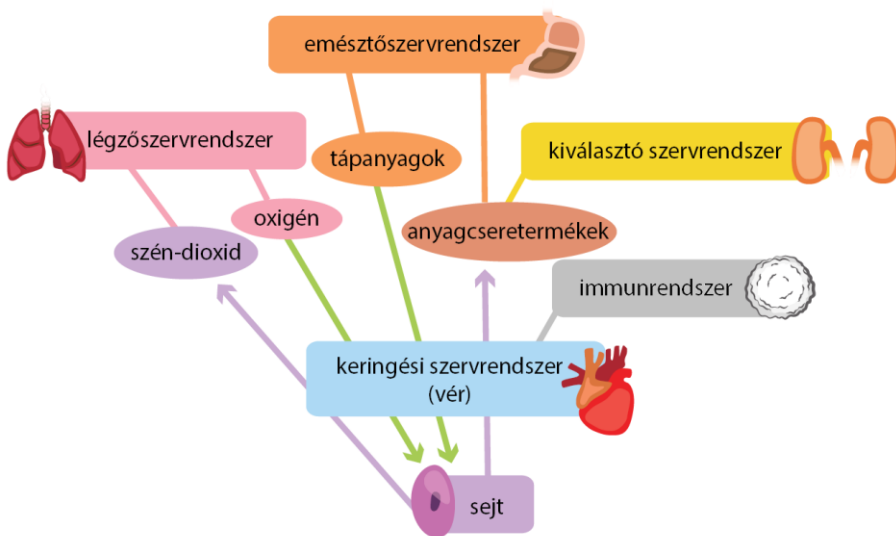 emésztőszervrendszer
légzőszervrendszer
tápanyagok
kiválasztó szervrendszer
oxigén
anyagcseretermékek
szén-dioxid
immunrendszer
keringési szervrendszer
(vér)
sejt